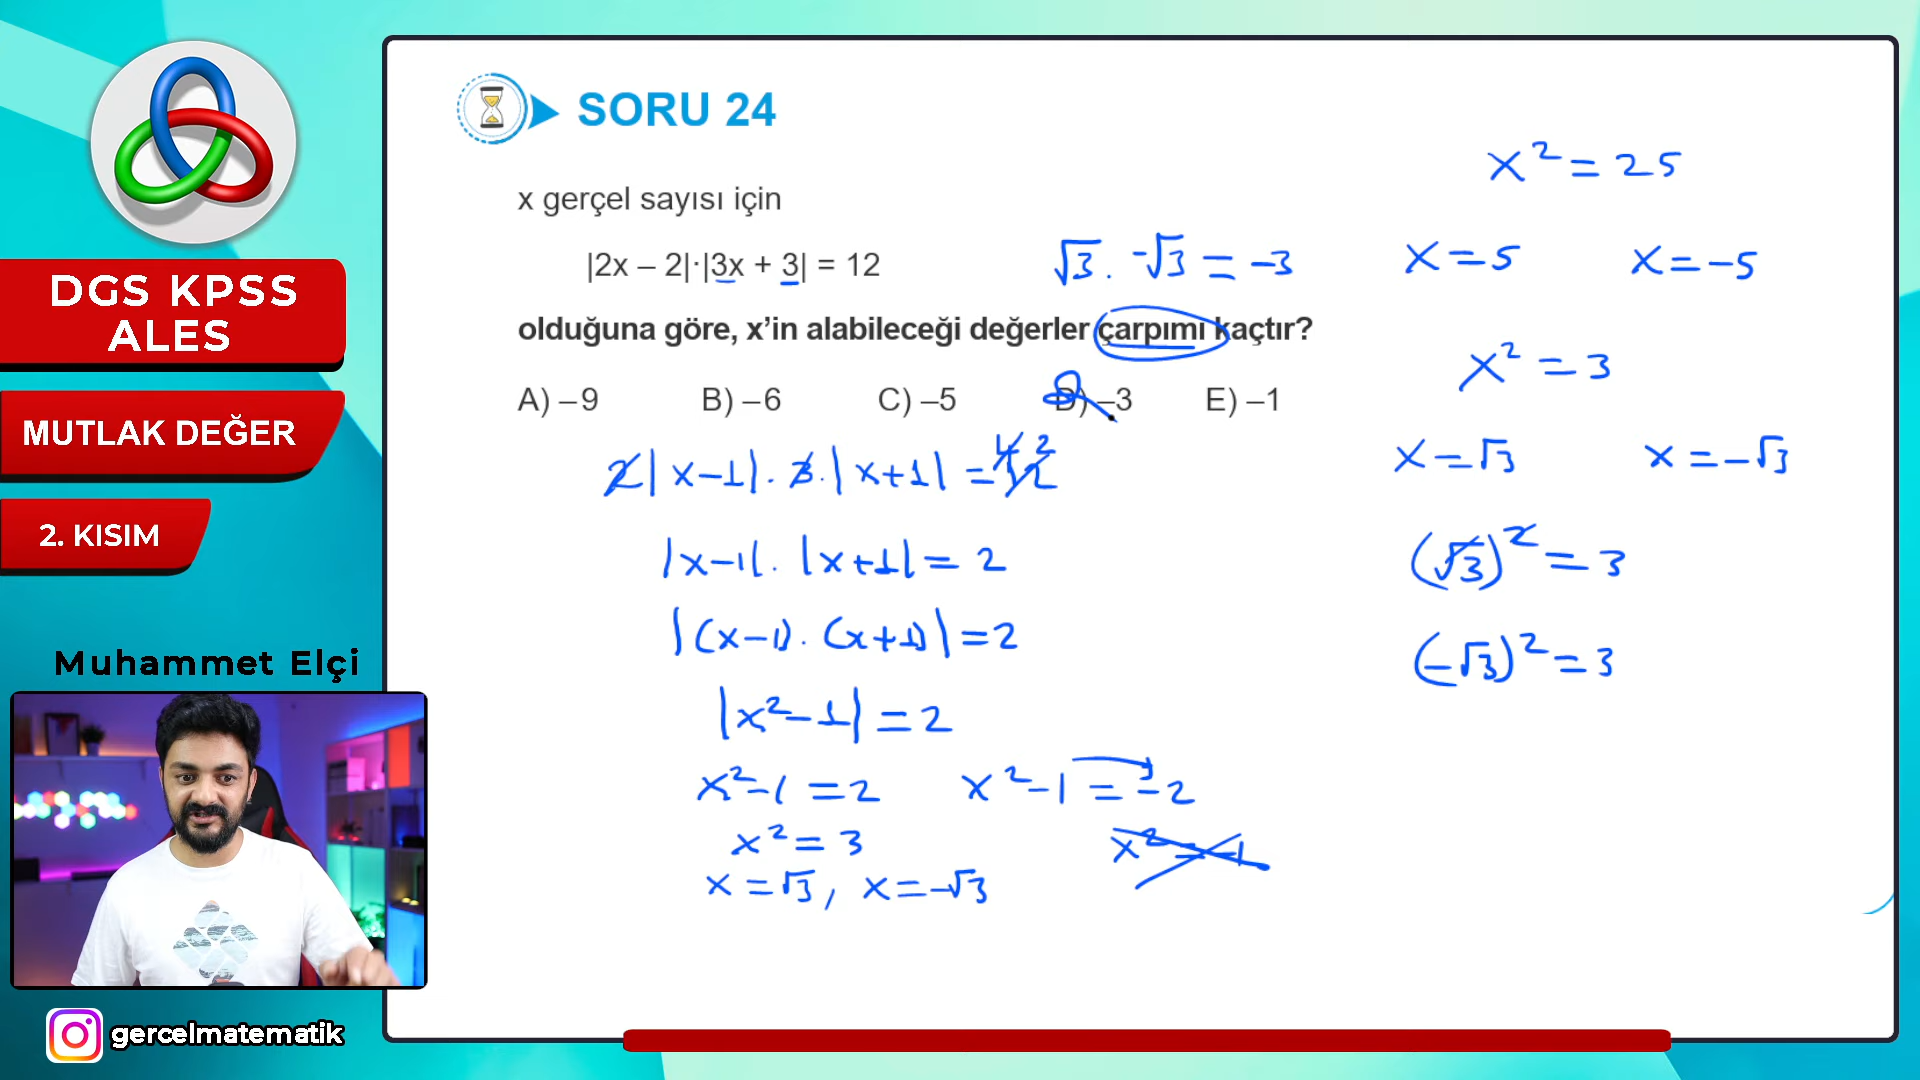 DGS KPSS
ALES
MUTLAK DEĞER
2. KISIM
Muhammet Elçi
gercelmatematik
SORU 24
x gerçel sayısı için
|2x – 2|·|3x + 3| = 12
olduğuna göre, x’in alabileceği değerler çarpımı kaçtır?
A) –9 B) –6 C) –5 D) –3 E) –1
√3 . -√3 = -3
2|x-1| . 3.|x+1| = 12 2
|x-1| . |x+1| = 2
|(x-1) . (x+1)| = 2
|x²-1| = 2
x²-1 = 2 x²-1 = -2
x² = 3 x² = -1
x = √3, x = -√3
x² = 25
x = 5 x = -5
x² = 3
x = √3 x = -√3
(√3)² = 3
(-√3)² = 3